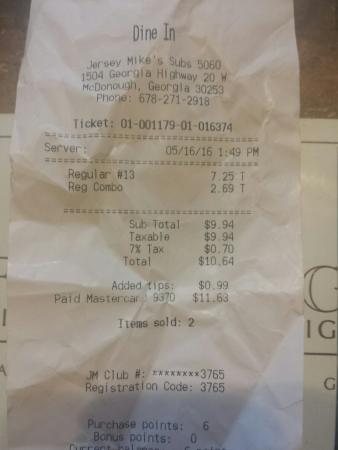 Dine In
Jersey Mike's Subs 5060
1504 Georgia Highway 20 W
McDonough, Georgia 30253
Phone: 678-271-2918
Ticket: 01-001179-01-016374
Server: 05/16/16 1:49 PM
Regular #13 7.25 T
Reg Combo 2.69 T
Sub Total $9.94
Taxable $9.94
7% Tax $0.70
Total $10.64
Added tips: $0.99
Paid Mastercard 9370 $11.63
Items sold: 2
JM Club #: ********3765
Registration Code: 3765
Purchase points: 6
Bonus points: 0
Current balance